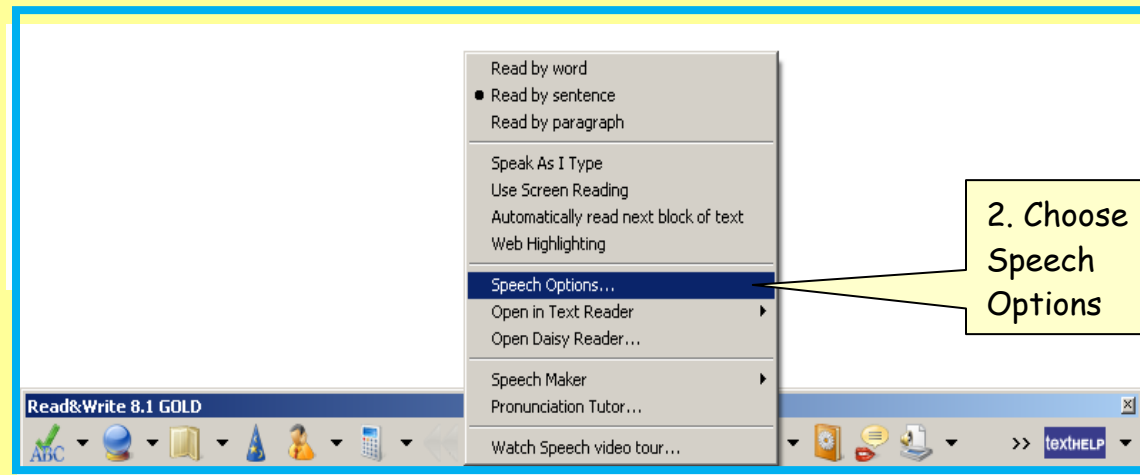 Read by word
Read by sentence
Read by paragraph
Speak As I Type
Use Screen Reading
Automatically read next block of text
Web Highlighting
Speech Options...
Open in Text Reader
Open Daisy Reader...
Speech Maker
Pronunciation Tutor...
Watch Speech video tour...
2. Choose
Speech
Options
Read&Write 8.1 GOLD
ABC
>>
textHELP